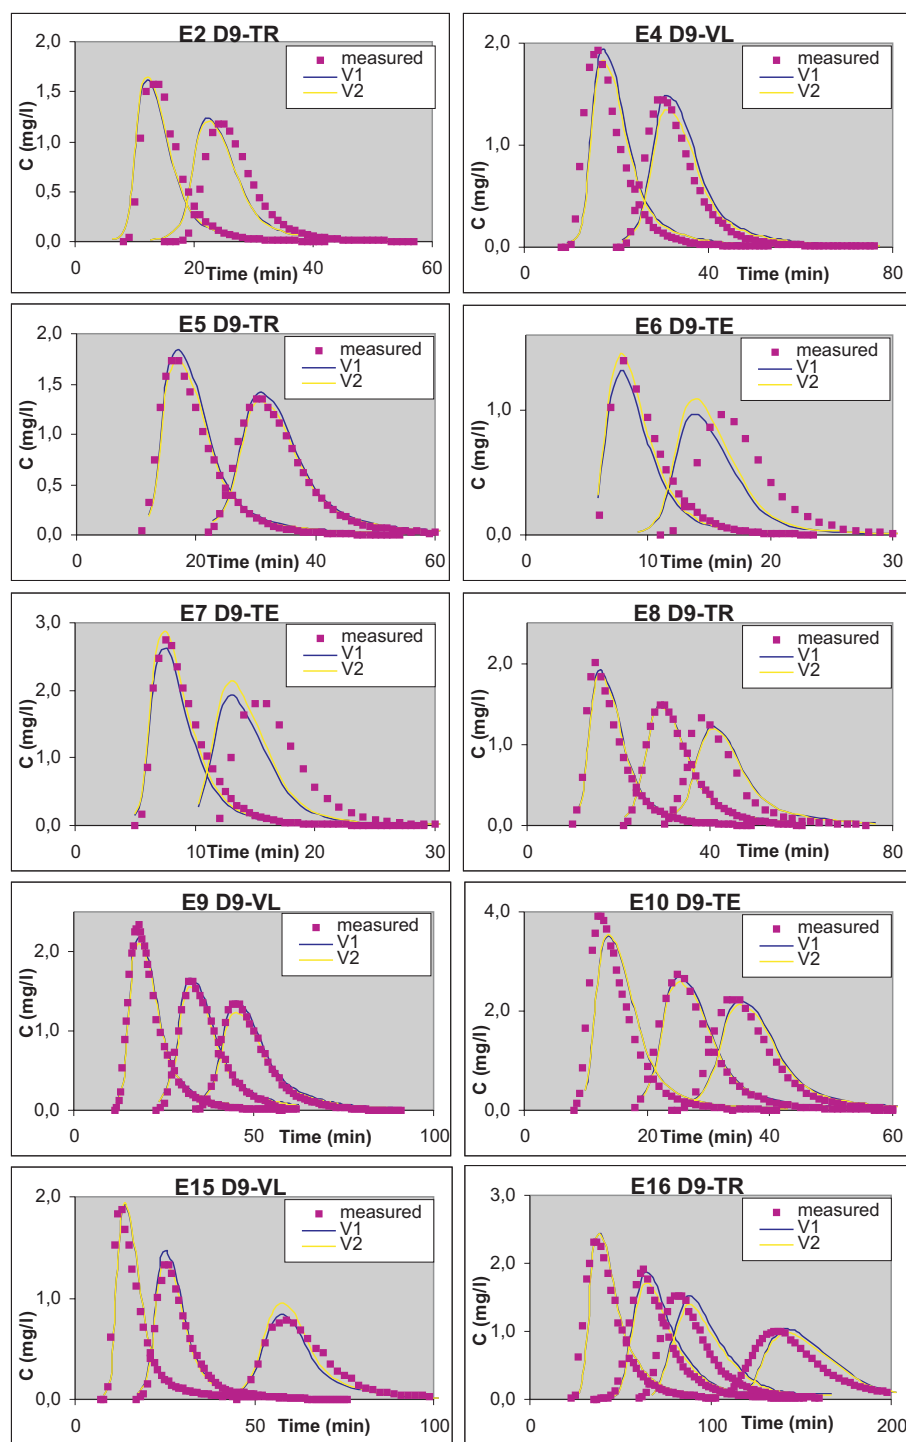 E2 D9-TR
2,0
1,5
1,0
0,5
0,0
C (mg/l)
measured
V1
V2
0
20
40
60
Time (min)
E4 D9-VL
2,0
1,0
0,0
C (mg/l)
measured
V1
V2
0
40
80
Time (min)
E5 D9-TR
2,0
1,5
1,0
0,5
0,0
C (mg/l)
measured
V1
V2
0
20
40
60
Time (min)
E6 D9-TE
1,0
0,0
C (mg/l)
measured
V1
V2
0
10
20
30
Time (min)
E7 D9-TE
3,0
2,0
1,0
0,0
C (mg/l)
measured
V1
V2
0
10
20
30
Time (min)
E8 D9-TR
2,0
1,0
0,0
C (mg/l)
measured
V1
V2
0
40
80
Time (min)
E9 D9-VL
2,0
1,0
0,0
C (mg/l)
measured
V1
V2
0
50
100
Time (min)
E10 D9-TE
4,0
2,0
0,0
C (mg/l)
measured
V1
V2
0
20
40
60
Time (min)
E15 D9-VL
2,0
1,0
0,0
C (mg/l)
measured
V1
V2
0
50
100
Time (min)
E16 D9-TR
3,0
2,0
1,0
0,0
C (mg/l)
measured
V1
V2
0
100
200
Time (min)